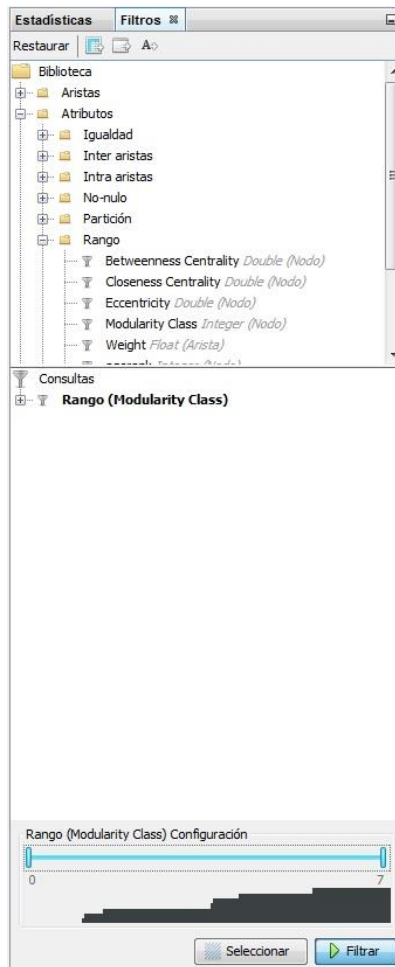 Estadísticas Filtros
Restaurar A
Biblioteca
Aristas
Atributos
Igualdad
Inter aristas
Intra aristas
No-nulo
Partición
Rango
Betweenness Centrality Double (Nodo)
Closeness Centrality Double (Nodo)
Eccentricity Double (Nodo)
Modularity Class Integer (Nodo)
Weight Float (Arista)
Consultas
Rango (Modularity Class)
Rango (Modularity Class) Configuración
0 7
Seleccionar Filtrar